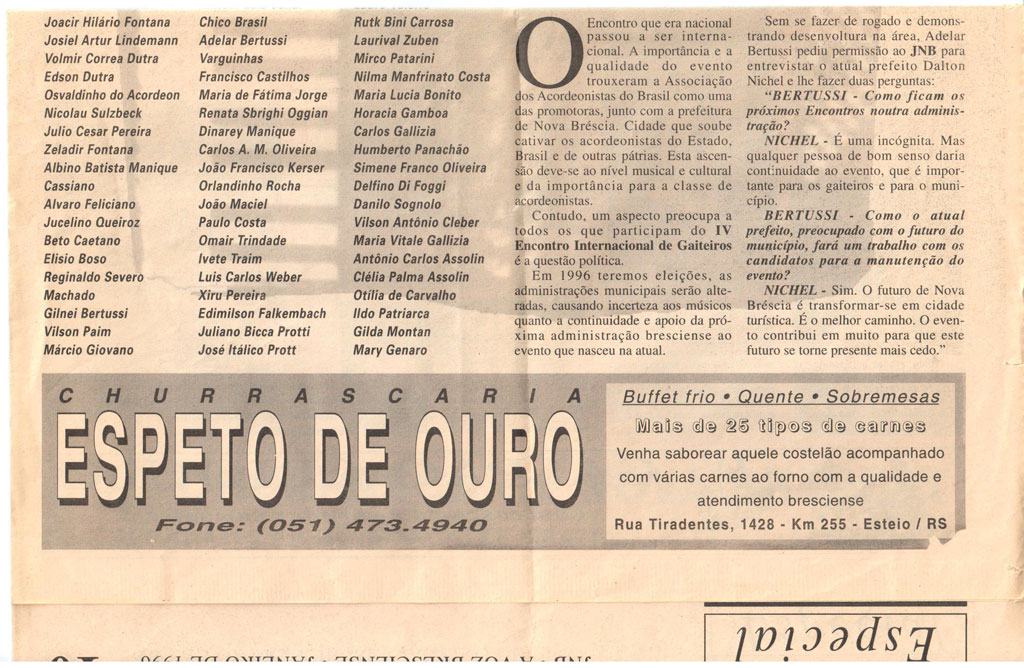 Joacir Hilário Fontana
Josiel Artur Lindemann
Volmir Correa Dutra
Edson Dutra
Osvaldinho do Acordeon
Nicolau Sulzbeck
Julio Cesar Pereira
Zeladir Fontana
Albino Batista Manique
Cassiano
Alvaro Feliciano
Jucelino Queiroz
Beto Caetano
Elisio Boso
Reginaldo Severo
Machado
Gilnei Bertussi
Vilson Paim
Márcio Giovano
Chico Brasil
Adelar Bertussi
Varguinhas
Francisco Castilhos
Maria de Fátima Jorge
Renata Sbrighi Oggian
Dinarey Manique
Carlos A. M. Oliveira
João Francisco Kerser
Orlandinho Rocha
João Maciel
Paulo Costa
Omair Trindade
Ivete Traim
Luis Carlos Weber
Xiru Pereira
Edimilson Falkembach
Juliano Bicca Protti
José Itálico Prott
Rutk Bini Carrosa
Laurival Zuben
Mirco Patarini
Nilma Manfrinato Costa
Maria Lucia Bonito
Horacia Gamboa
Carlos Gallizia
Humberto Panachão
Simene Franco Oliveira
Delfino Di Foggi
Danilo Sognolo
Vilson Antônio Cleber
Maria Vitale Gallizia
Antônio Carlos Assolin
Clélia Palma Assolin
Otília de Carvalho
Ildo Patriarca
Gilda Montan
Mary Genaro
O Encontro que era nacional
passou a ser interna-
cional. A importância e a
qualidade do evento
trouxeram a Associação
dos Acordeonistas do Brasil como uma
das promotoras, junto com a prefeitura
de Nova Bréscia. Cidade que soube
cativar os acordeonistas do Estado,
Brasil e de outras pátrias. Esta ascen-
são deve-se ao nível musical e cultural
e da importância para a classe de
acordeonistas.
Contudo, um aspecto preocupa a
todos os que participam do IV
Encontro Internacional de Gaiteiros
é a questão política.
Em 1996 teremos eleições, as
administrações municipais serão alte-
radas, causando incerteza aos músicos
quanto a continuidade e apoio da pró-
xima administração bresciense ao
evento que nasceu na atual.
Sem se fazer de rogado e demons-
trando desenvoltura na área, Adelar
Bertussi pediu permissão ao JNB para
entrevistar o atual prefeito Dalton
Nichel e lhe fazer duas perguntas:
"BERTUSSI - Como ficam os
próximos Encontros noutra adminis-
tração?
NICHEL - É uma incógnita. Mas
qualquer pessoa de bom senso daria
continuidade ao evento, que é impor-
tante para os gaiteiros e para o muni-
cípio.
BERTUSSI - Como o atual
prefeito, preocupado com o futuro do
município, fará um trabalho com os
candidatos para a manutenção do
evento?
NICHEL - Sim. O futuro de Nova
Bréscia é transformar-se em cidade
turística. É o melhor caminho. O even-
to contribui em muito para que este
futuro se torne presente mais cedo."
CHURRASCARIA
ESPETO DE OURO
Fone: (051) 473.4940
Buffet frio • Quente • Sobremesas
Mais de 25 tipos de carnes
Venha saborear aquele costelão acompanhado
com várias carnes ao forno com a qualidade e
atendimento bresciense
Rua Tiradentes, 1428 - Km 255 - Esteio / RS
Especial
JNB • A VOZ BRESCIENSE • JANEIRO DE 1996